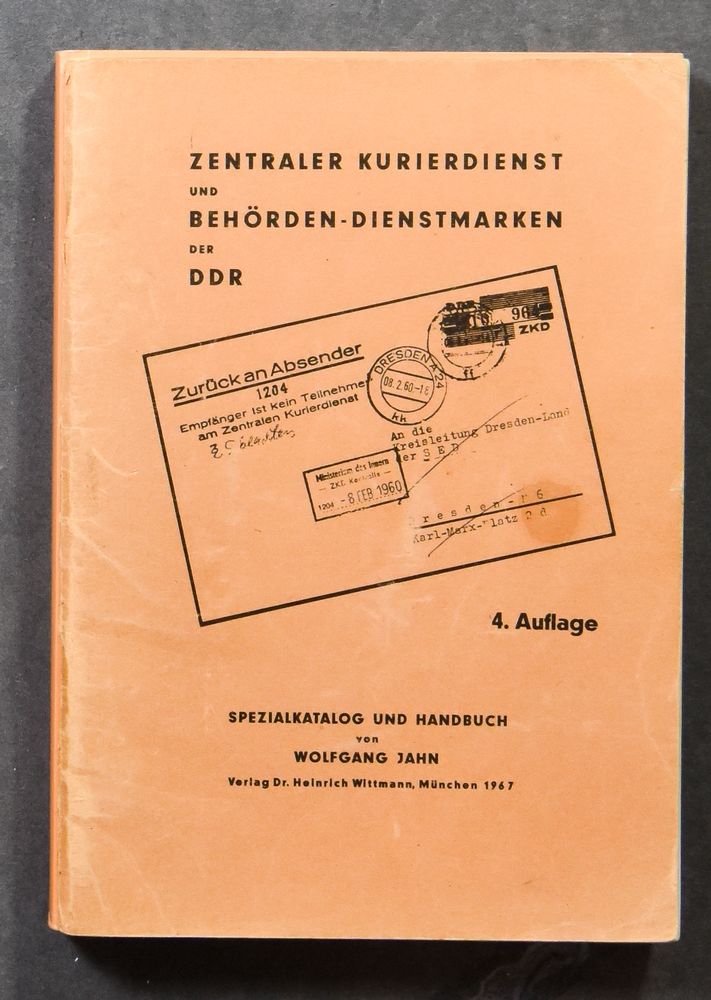 ZENTRALER KURIERDIENST
UND
BEHÖRDEN-DIENSTMARKEN
DER
DDR
ZKD
Zurück an Absender
1204
Empfänger ist kein Teilnehmer
am Zentralen Kurierdienst
DRESDEN A 24
08.2.60-18
kk
An die
Kreisleitung Dresden-Land
der S E D
Ministerium des Innern
1204 -8 FEB 1960
Karl-Marx-Platz
4. Auflage
SPEZIALKATALOG UND HANDBUCH
von
WOLFGANG JAHN
Verlag Dr. Heinrich Wittmann, München 1967